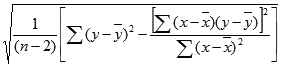 √(1/(n−2) [∑(y−ȳ)² − [∑(x−x̄)(y−ȳ)]² / ∑(x−x̄)²])